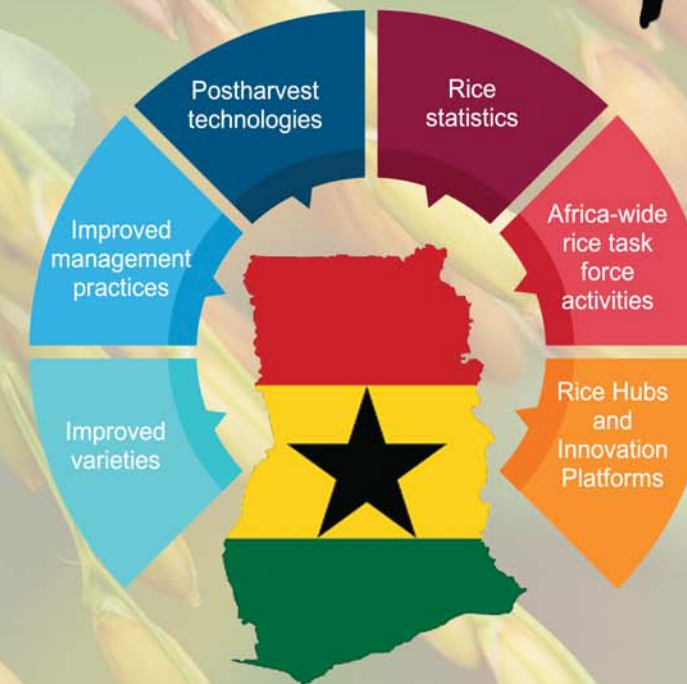 Postharvest
technologies
Rice
statistics
Improved
management
practices
Africa-wide
rice task
force
activities
Improved
varieties
Rice Hubs
and
Innovation
Platforms